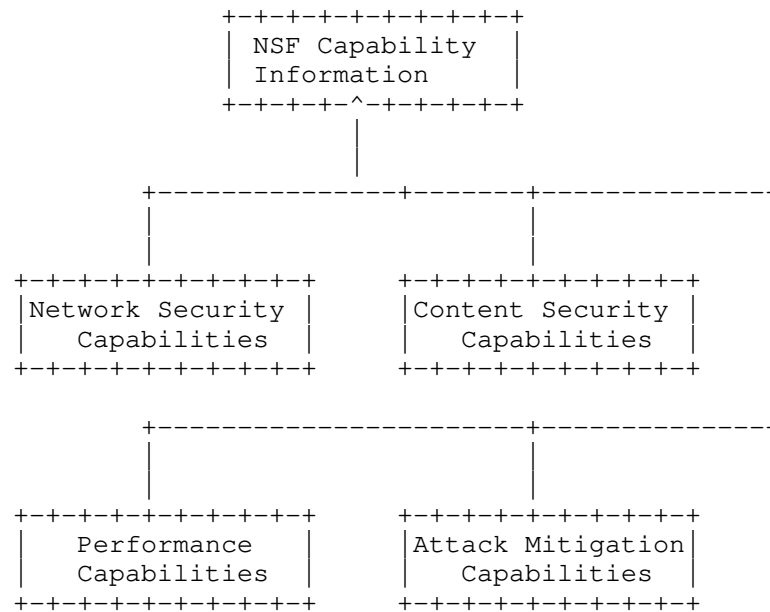 NSF Capability
Information
Network Security Content Security
Capabilities Capabilities
Performance Attack Mitigation
Capabilities Capabilities